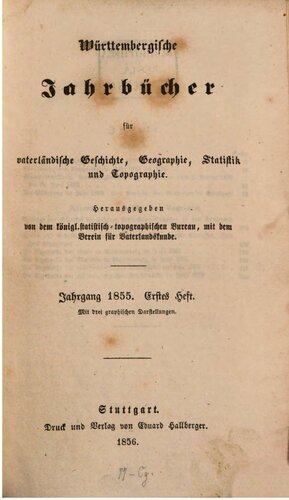 Württembergische
Jahrbücher
für
vaterländische Geschichte, Geographie, Statistik
und Topographie.
Herausgegeben
von dem königl. statistisch-topographischen Bureau, mit dem
Verein für Vaterlandskunde.
Jahrgang 1855. Erstes Heft.
Mit drei graphischen Darstellungen.
Stuttgart.
Druck und Verlag von Eduard Hallberger.
1856.